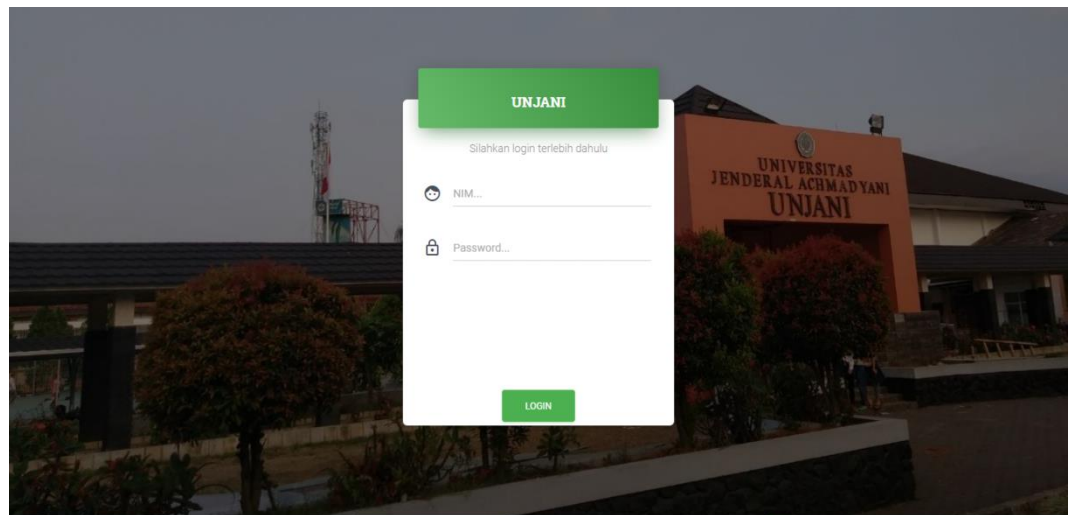 UNJANI
Silahkan login terlebih dahulu
NIM...
Password...
LOGIN
UNIVERSITAS
JENDERAL ACHMAD YANI
UNJANI